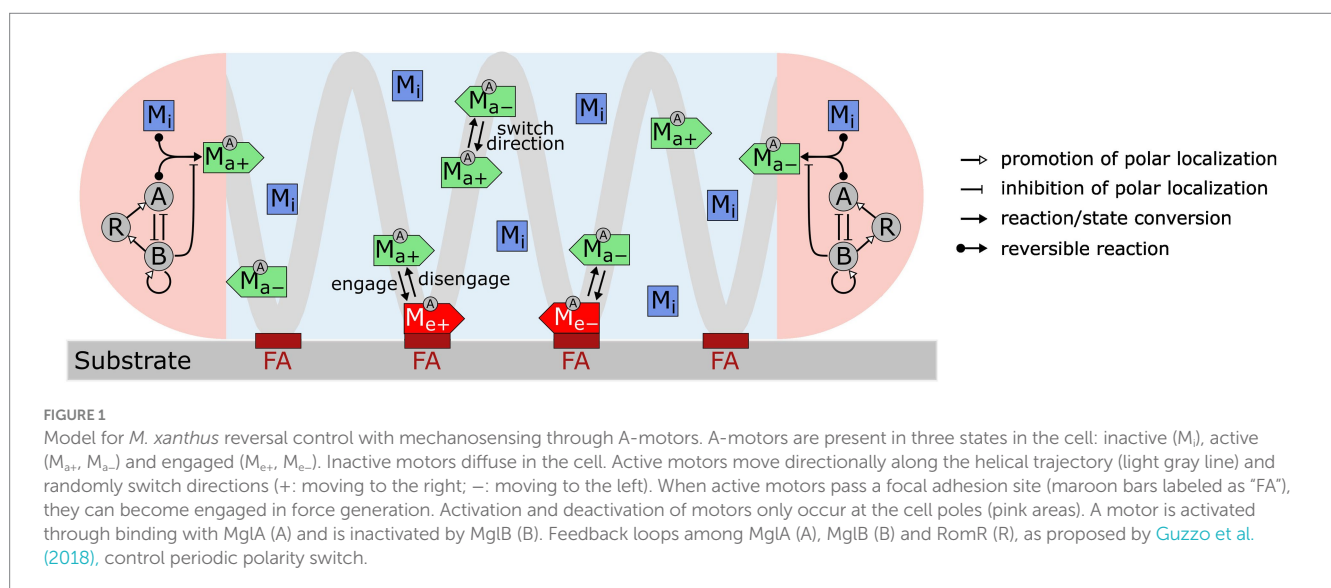 Mi
Ma+
A
A
R
B
Mi
Ma−
A
Mi
Ma−
A
switch
direction
Ma+
A
Mi
Ma+
A
engage
disengage
Me+
A
Mi
Ma−
A
Me−
A
Mi
Ma+
A
Mi
Mi
Ma−
A
A
R
B
Substrate
FA
FA
FA
FA
promotion of polar localization
inhibition of polar localization
reaction/state conversion
reversible reaction
FIGURE 1
Model for M. xanthus reversal control with mechanosensing through A-motors. A-motors are present in three states in the cell: inactive (Mi), active
(Ma+, Ma−) and engaged (Me+, Me−). Inactive motors diffuse in the cell. Active motors move directionally along the helical trajectory (light gray line) and
randomly switch directions (+: moving to the right; −: moving to the left). When active motors pass a focal adhesion site (maroon bars labeled as “FA”),
they can become engaged in force generation. Activation and deactivation of motors only occur at the cell poles (pink areas). A motor is activated
through binding with MglA (A) and is inactivated by MglB (B). Feedback loops among MglA (A), MglB (B) and RomR (R), as proposed by Guzzo et al.
(2018), control periodic polarity switch.